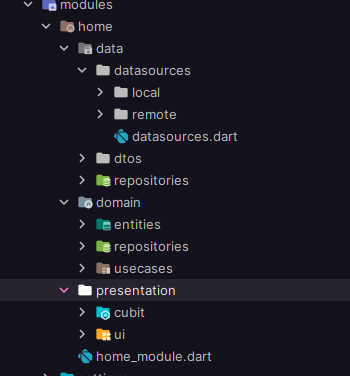 modules
home
data
datasources
local
remote
datasources.dart
dtos
repositories
domain
entities
repositories
usecases
presentation
cubit
ui
home_module.dart